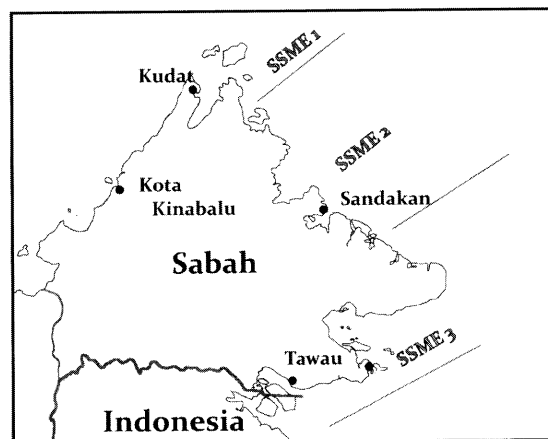 SSME 1
Kudat
SSME 2
Kota
Kinabalu
Sandakan
Sabah
Tawau
SSME 3
Indonesia